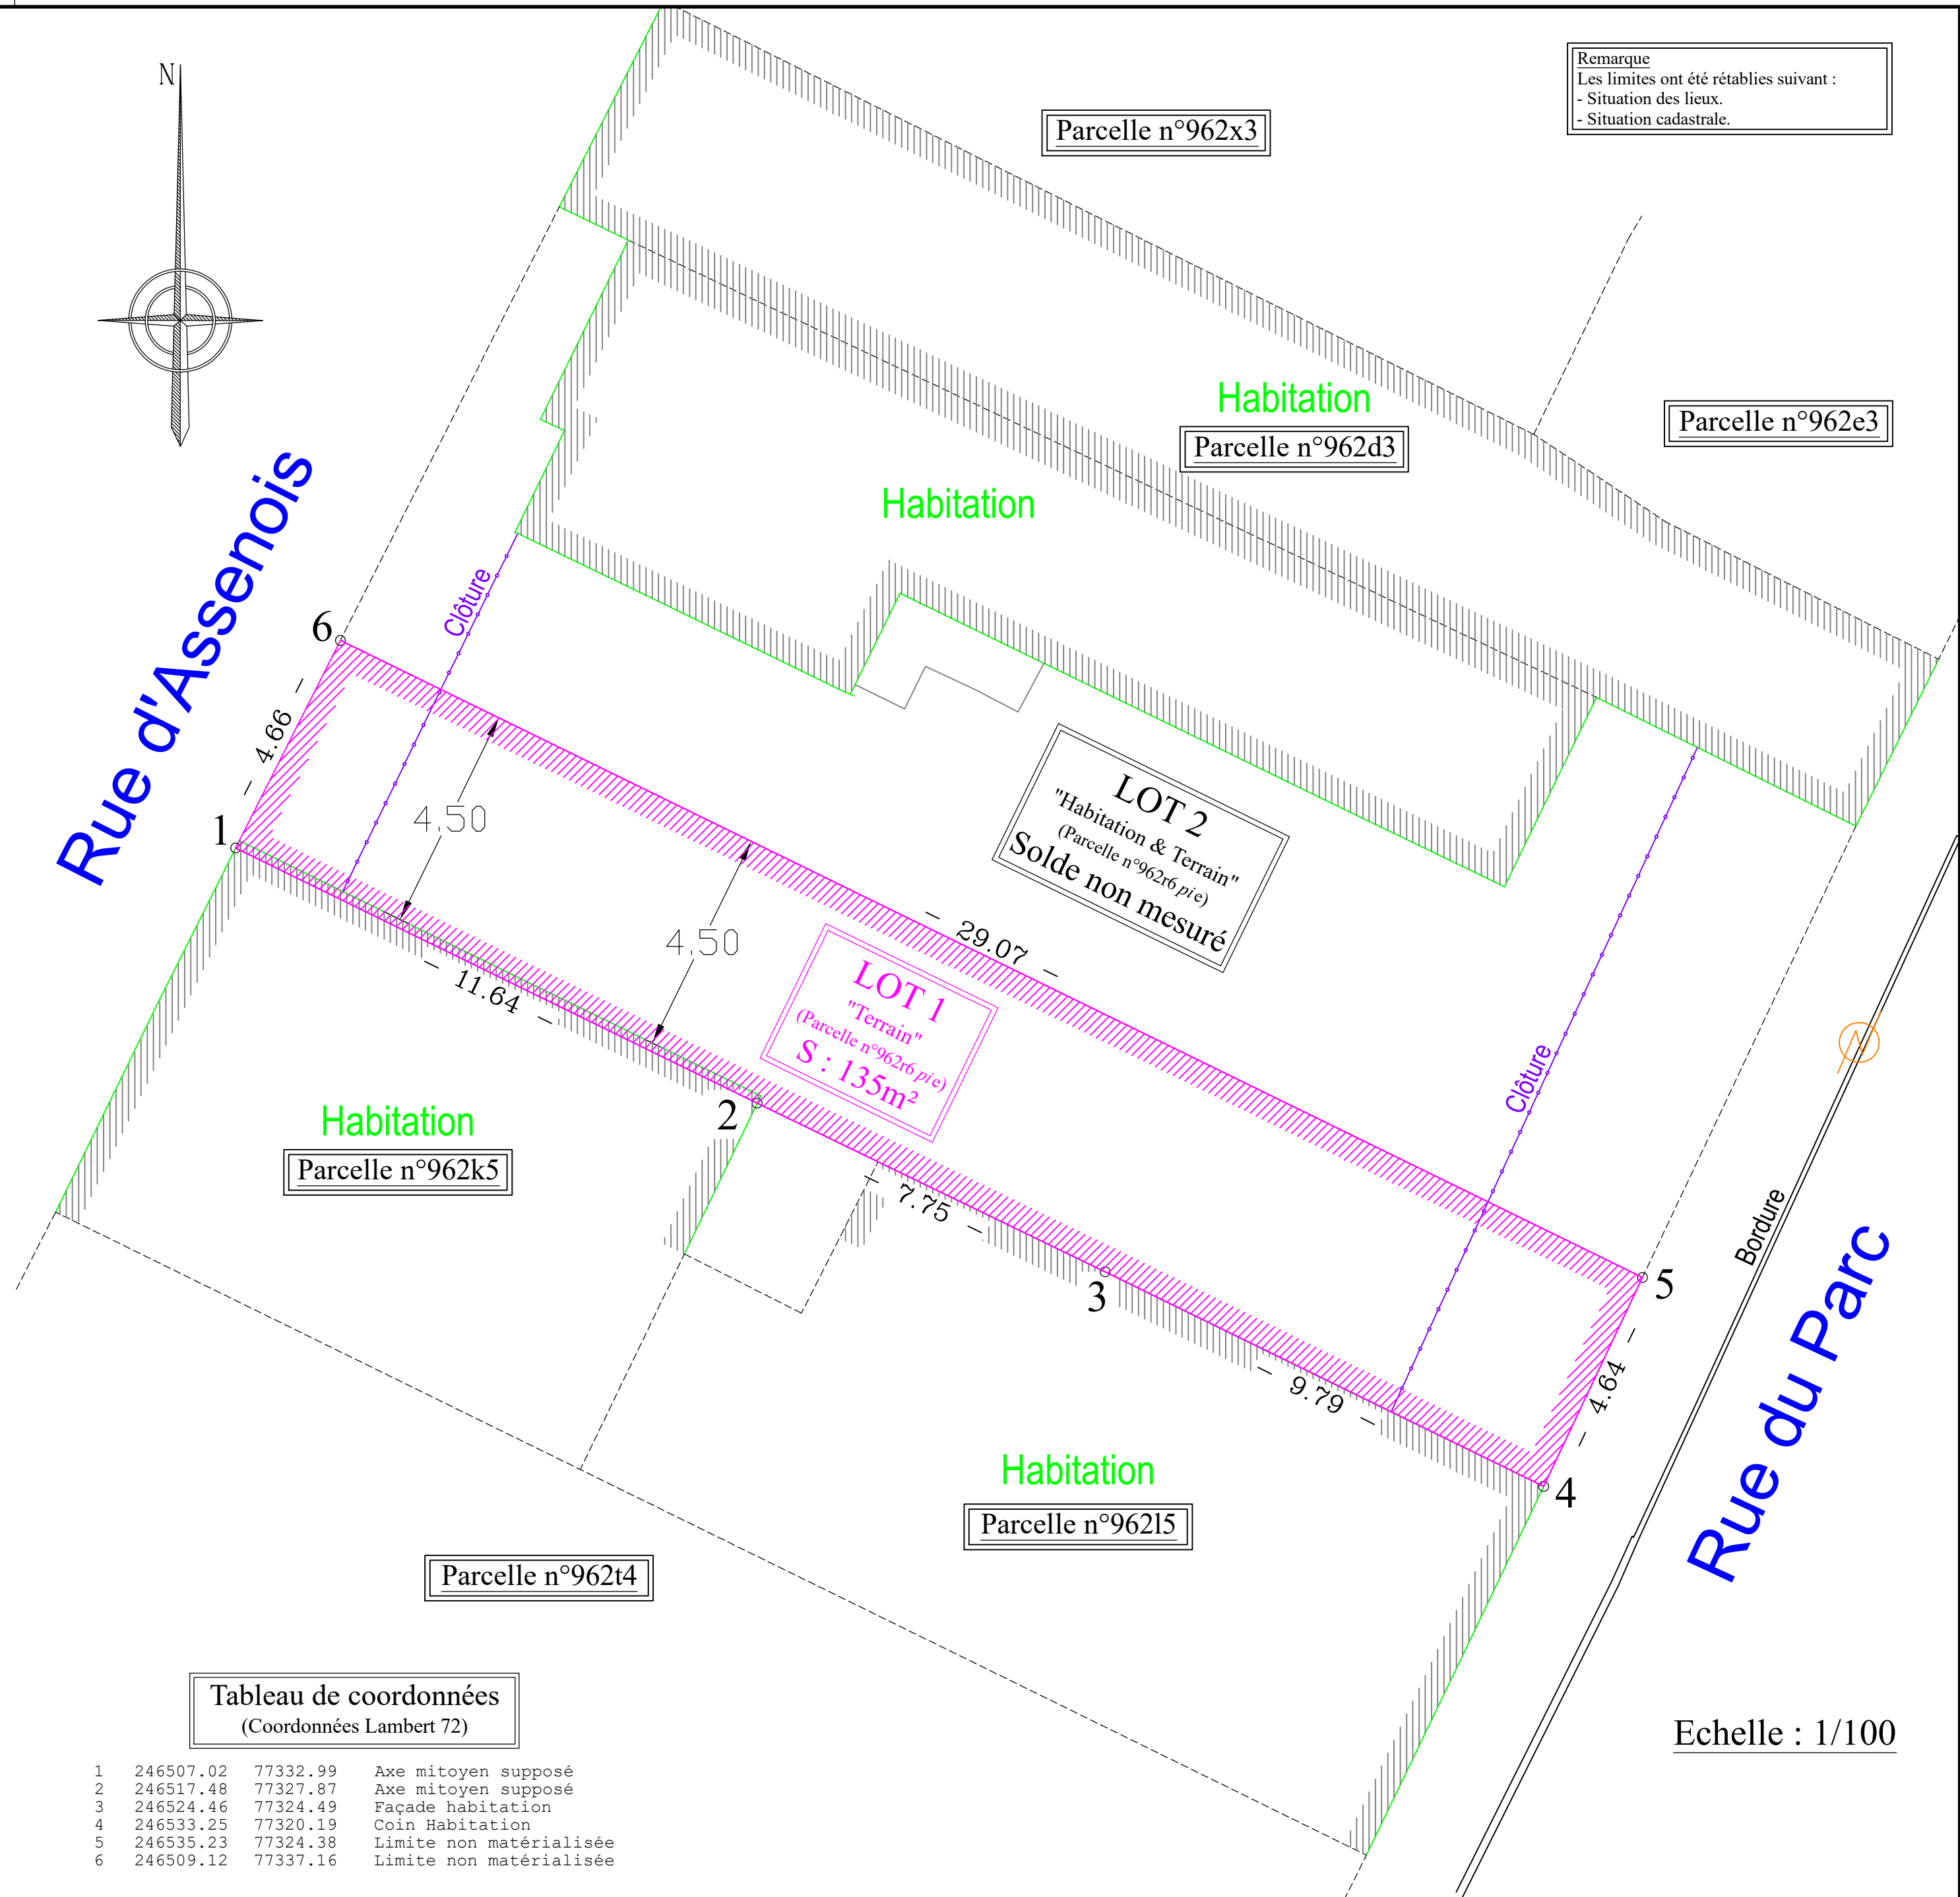 N
Remarque
Les limites ont été rétablies suivant :
- Situation des lieux.
- Situation cadastrale.
Parcelle n°962x3
Habitation
Parcelle n°962d3
Parcelle n°962e3
Habitation
Rue d'Assenois
Clôture
6
4.66
1
4.50
4.50
11.64
29.07
LOT 2
"Habitation & Terrain"
(Parcelle n°962r6 pie)
Solde non mesuré
LOT 1
"Terrain"
(Parcelle n°962r6 pie)
S : 135m²
Clôture
Bordure
Rue du Parc
2
7.75
3
9.79
5
4.64
4
Habitation
Parcelle n°962k5
Habitation
Parcelle n°962l5
Parcelle n°962t4
Tableau de coordonnées
(Coordonnées Lambert 72)
1 246507.02 77332.99 Axe mitoyen supposé
2 246517.48 77327.87 Axe mitoyen supposé
3 246524.46 77324.49 Façade habitation
4 246533.25 77320.19 Coin Habitation
5 246535.23 77324.38 Limite non matérialisée
6 246509.12 77337.16 Limite non matérialisée
Echelle : 1/100